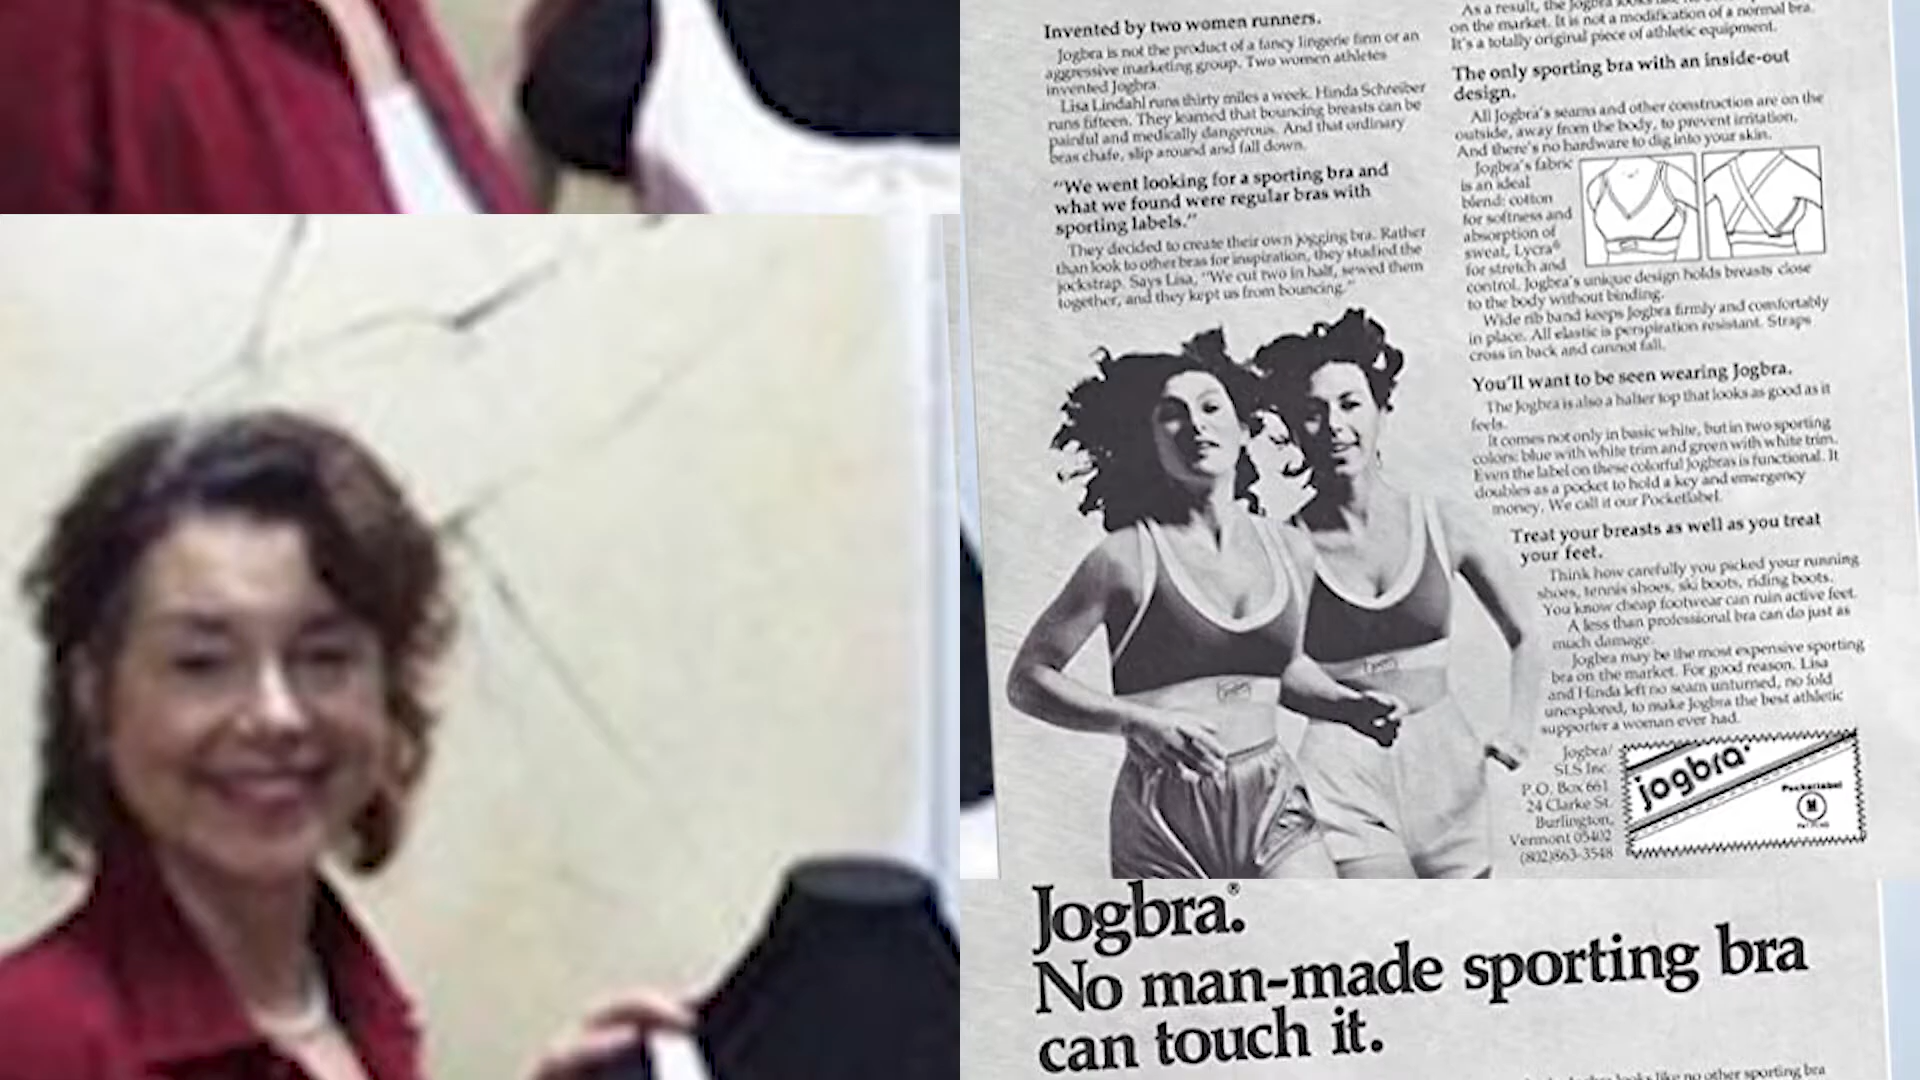 Invented by two women runners.
Jogbra is not the product of a fancy lingerie firm or an
aggressive marketing group. Two women athletes
invented Jogbra.
Lisa Lindahl runs thirty miles a week. Hinda Schreiber
runs fifteen. They learned that bouncing breasts can be
painful and medically dangerous. And that ordinary
bras chafe, slip around and fall down.
"We went looking for a sporting bra and
what we found were regular bras with
sporting labels."
They decided to create their own jogging bra. Rather
than look to other bras for inspiration, they studied the
jockstrap. Says Lisa, "We cut two in half, sewed them
together, and they kept us from bouncing."
As a result, the Jogbra looks
on the market. It is not a modification of a normal bra.
It's a totally original piece of athletic equipment.
The only sporting bra with an inside-out
design.
All Jogbra's seams and other construction are on the
outside, away from the body, to prevent irritation.
And there's no hardware to dig into your skin.
Jogbra's fabric
is an ideal
blend: cotton
for softness and
absorption of
sweat, Lycra®
for stretch and
control. Jogbra's unique design holds breasts close
to the body without binding.
Wide rib band keeps Jogbra firmly and comfortably
in place. All elastic is perspiration resistant. Straps
cross in back and cannot fall.
You'll want to be seen wearing Jogbra.
The Jogbra is also a halter top that looks as good as it
feels.
It comes not only in basic white, but in two sporting
colors: blue with white trim and green with white trim.
Even the label on these colorful Jogbras is functional. It
doubles as a pocket to hold a key and emergency
money. We call it our Pocketlabel.
Treat your breasts as well as you treat
your feet.
Think how carefully you picked your running
shoes, tennis shoes, ski boots, riding boots.
You know cheap footwear can ruin active feet.
A less than professional bra can do just as
much damage.
Jogbra may be the most expensive sporting
bra on the market. For good reason. Lisa
and Hinda left no seam unturned, no fold
unexplored, to make Jogbra the best athletic
supporter a woman ever had.
Jogbra/
SLS Inc.
P.O. Box 661
24 Clarke St.
Burlington,
Vermont 05402
(802)863-3548
jogbra
Pocketlabel
M
Jogbra.®
No man-made sporting bra
can touch it.
looks like no other sporting bra